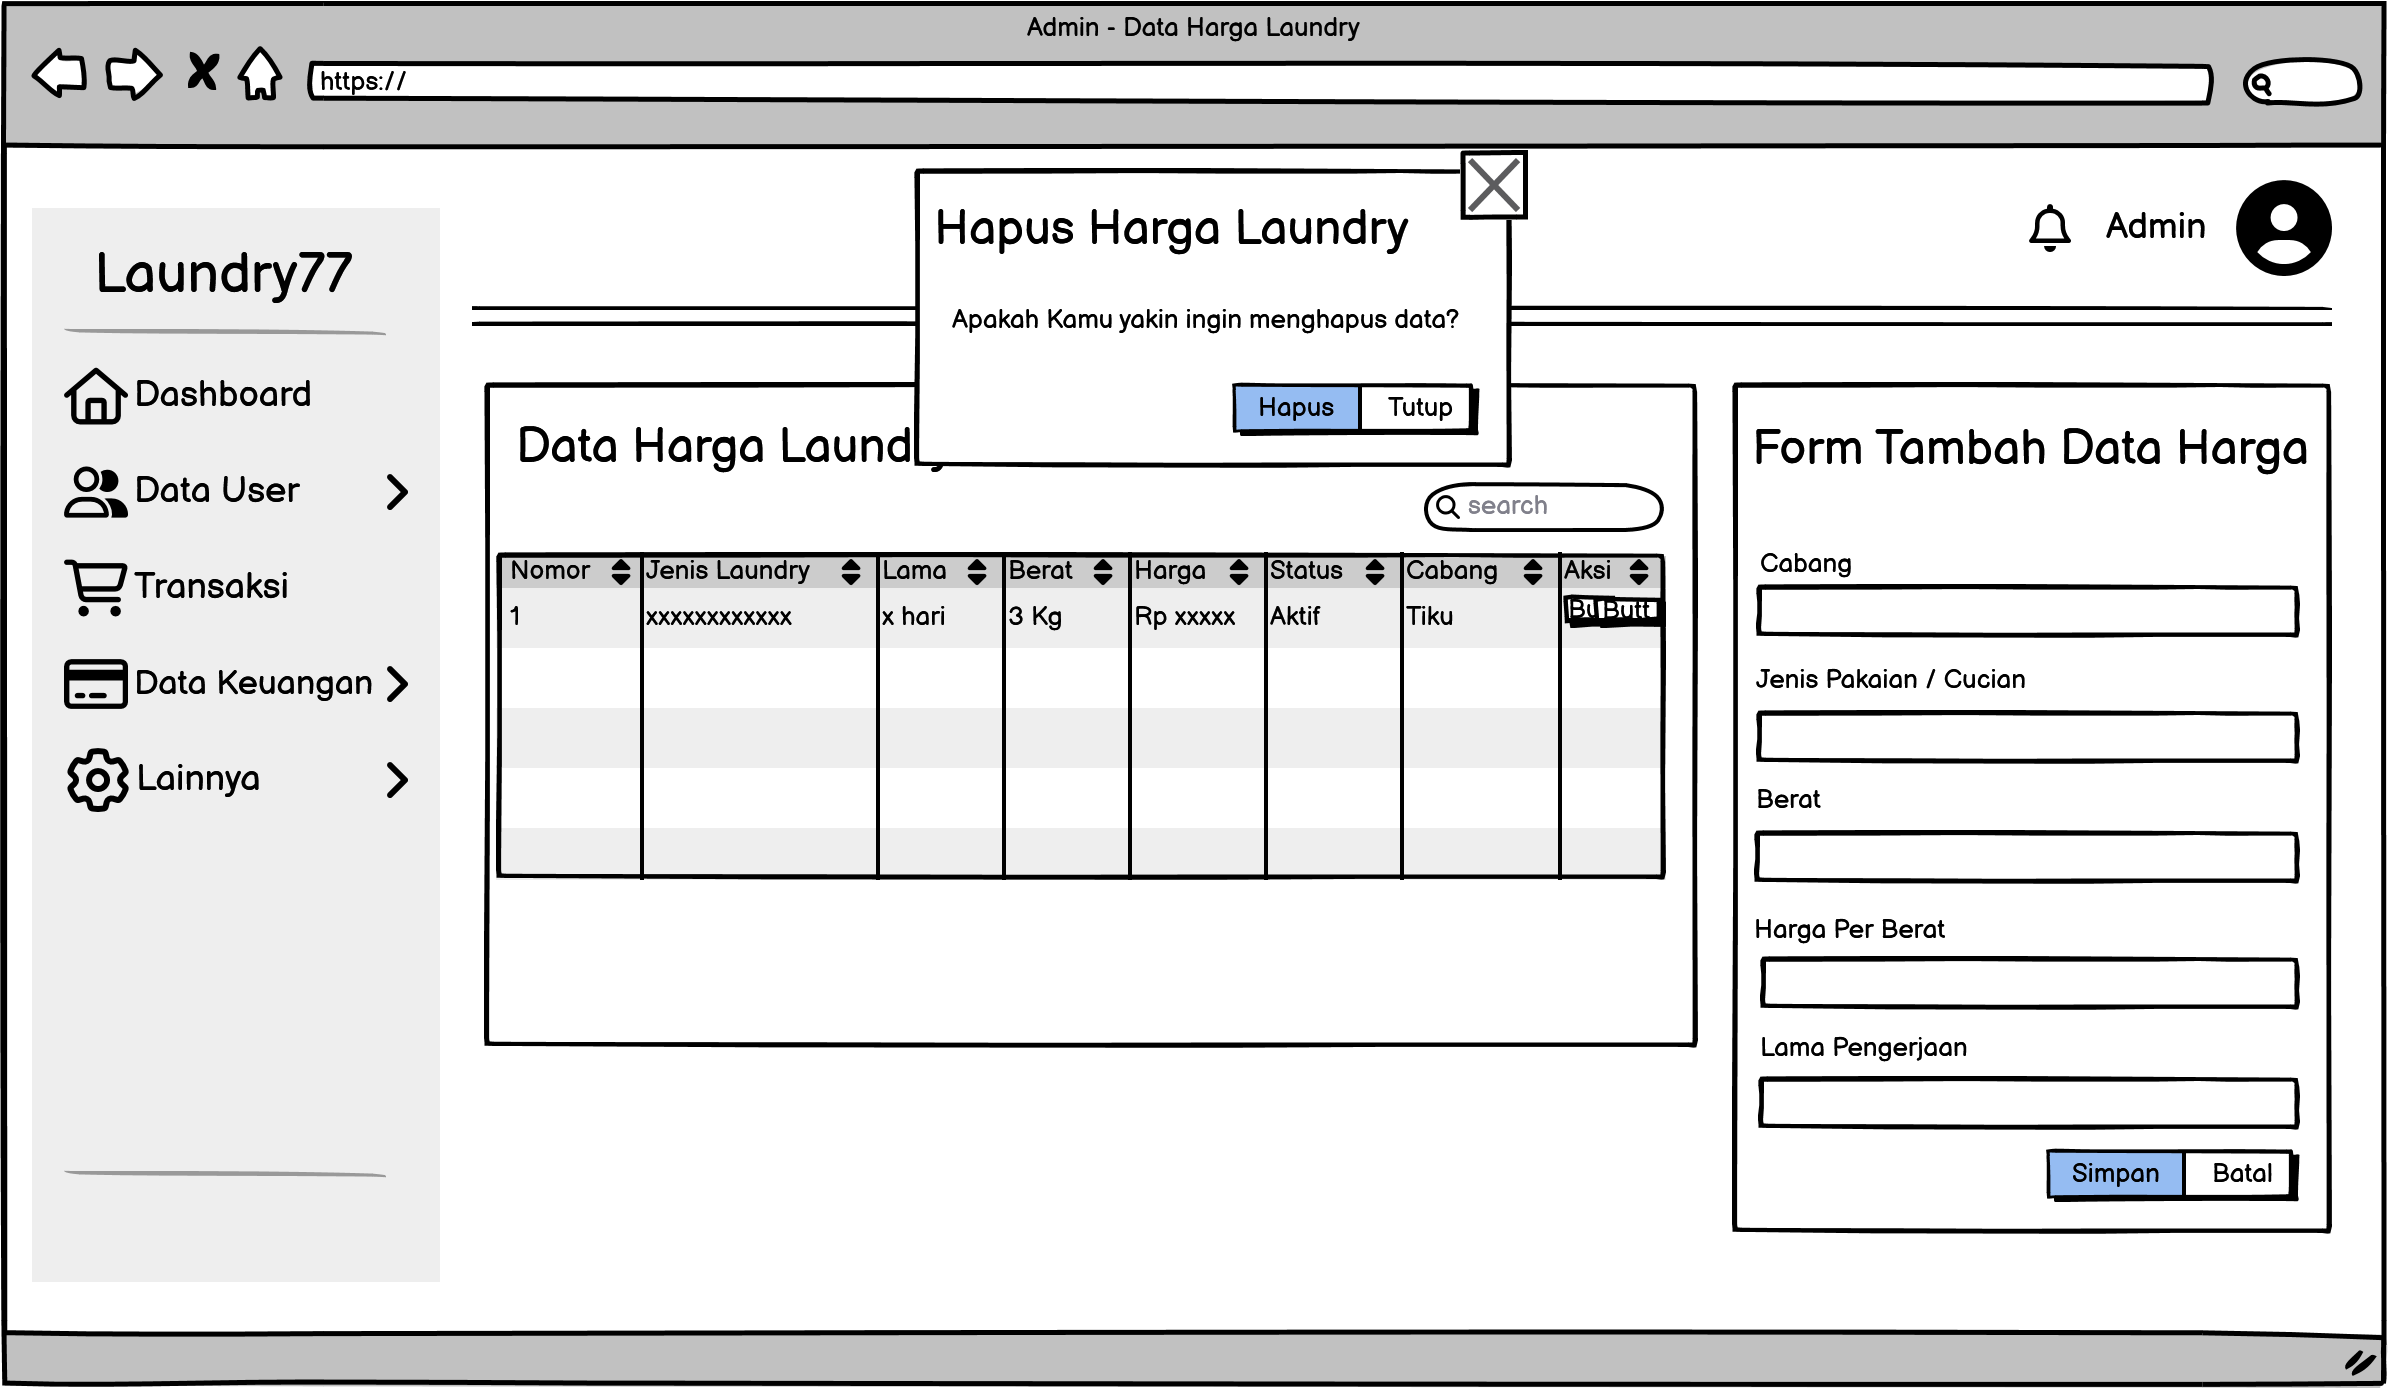 Admin - Data Harga Laundry
https://
Hapus Harga Laundry
Apakah Kamu yakin ingin menghapus data?
Hapus Tutup
Admin
Laundry77
Dashboard
Data User
Transaksi
Data Keuangan
Lainnya
Data Harga
search
Nomor Jenis Laundry Lama Berat Harga Status Cabang Aksi
1 xxxxxxxxxxxx x hari 3 Kg Rp xxxxx Aktif Tiku Bu Butt
Form Tambah Data Harga
Cabang
Jenis Pakaian / Cucian
Berat
Harga Per Berat
Lama Pengerjaan
Simpan Batal